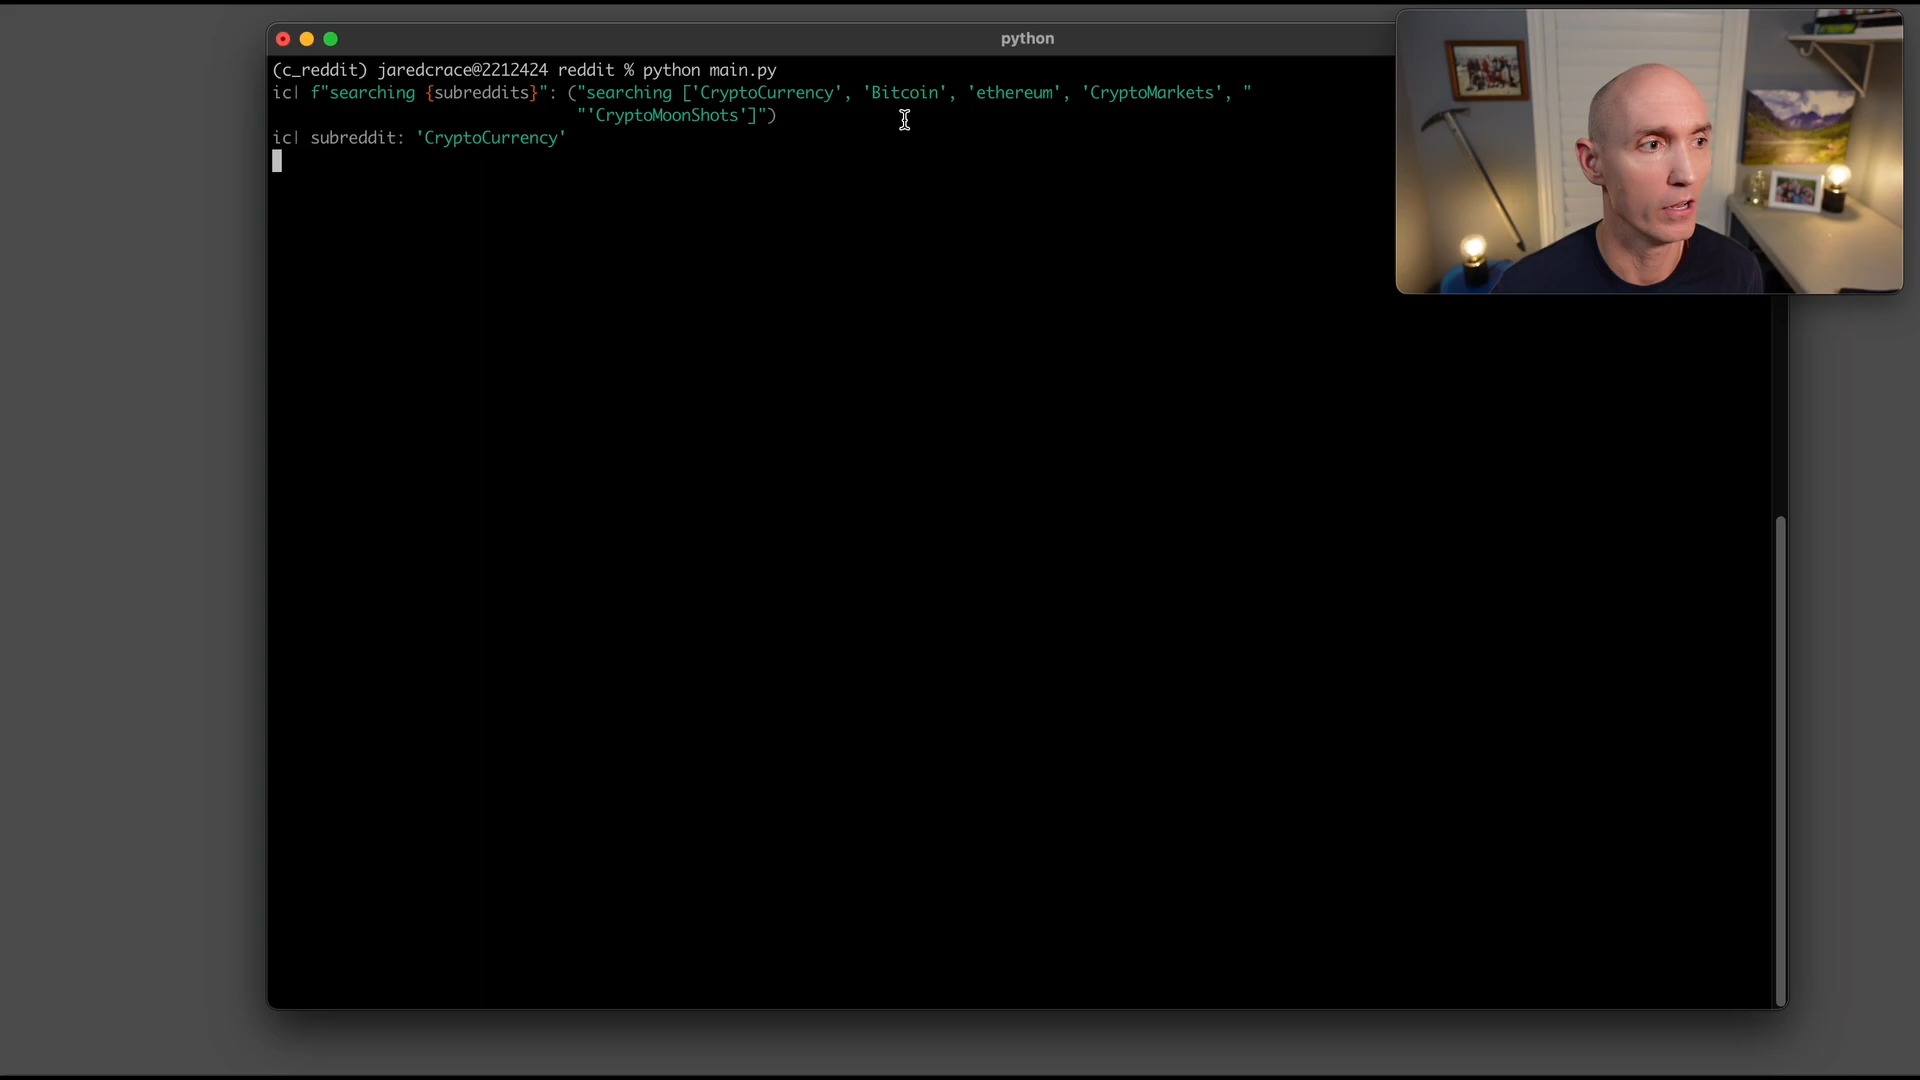 python
(c_reddit) jaredcrace@2212424 reddit % python main.py
ic| f"searching {subreddits}": ("searching ['CryptoCurrency', 'Bitcoin', 'ethereum', 'CryptoMarkets', "
"'CryptoMoonShots']")
ic| subreddit: 'CryptoCurrency'